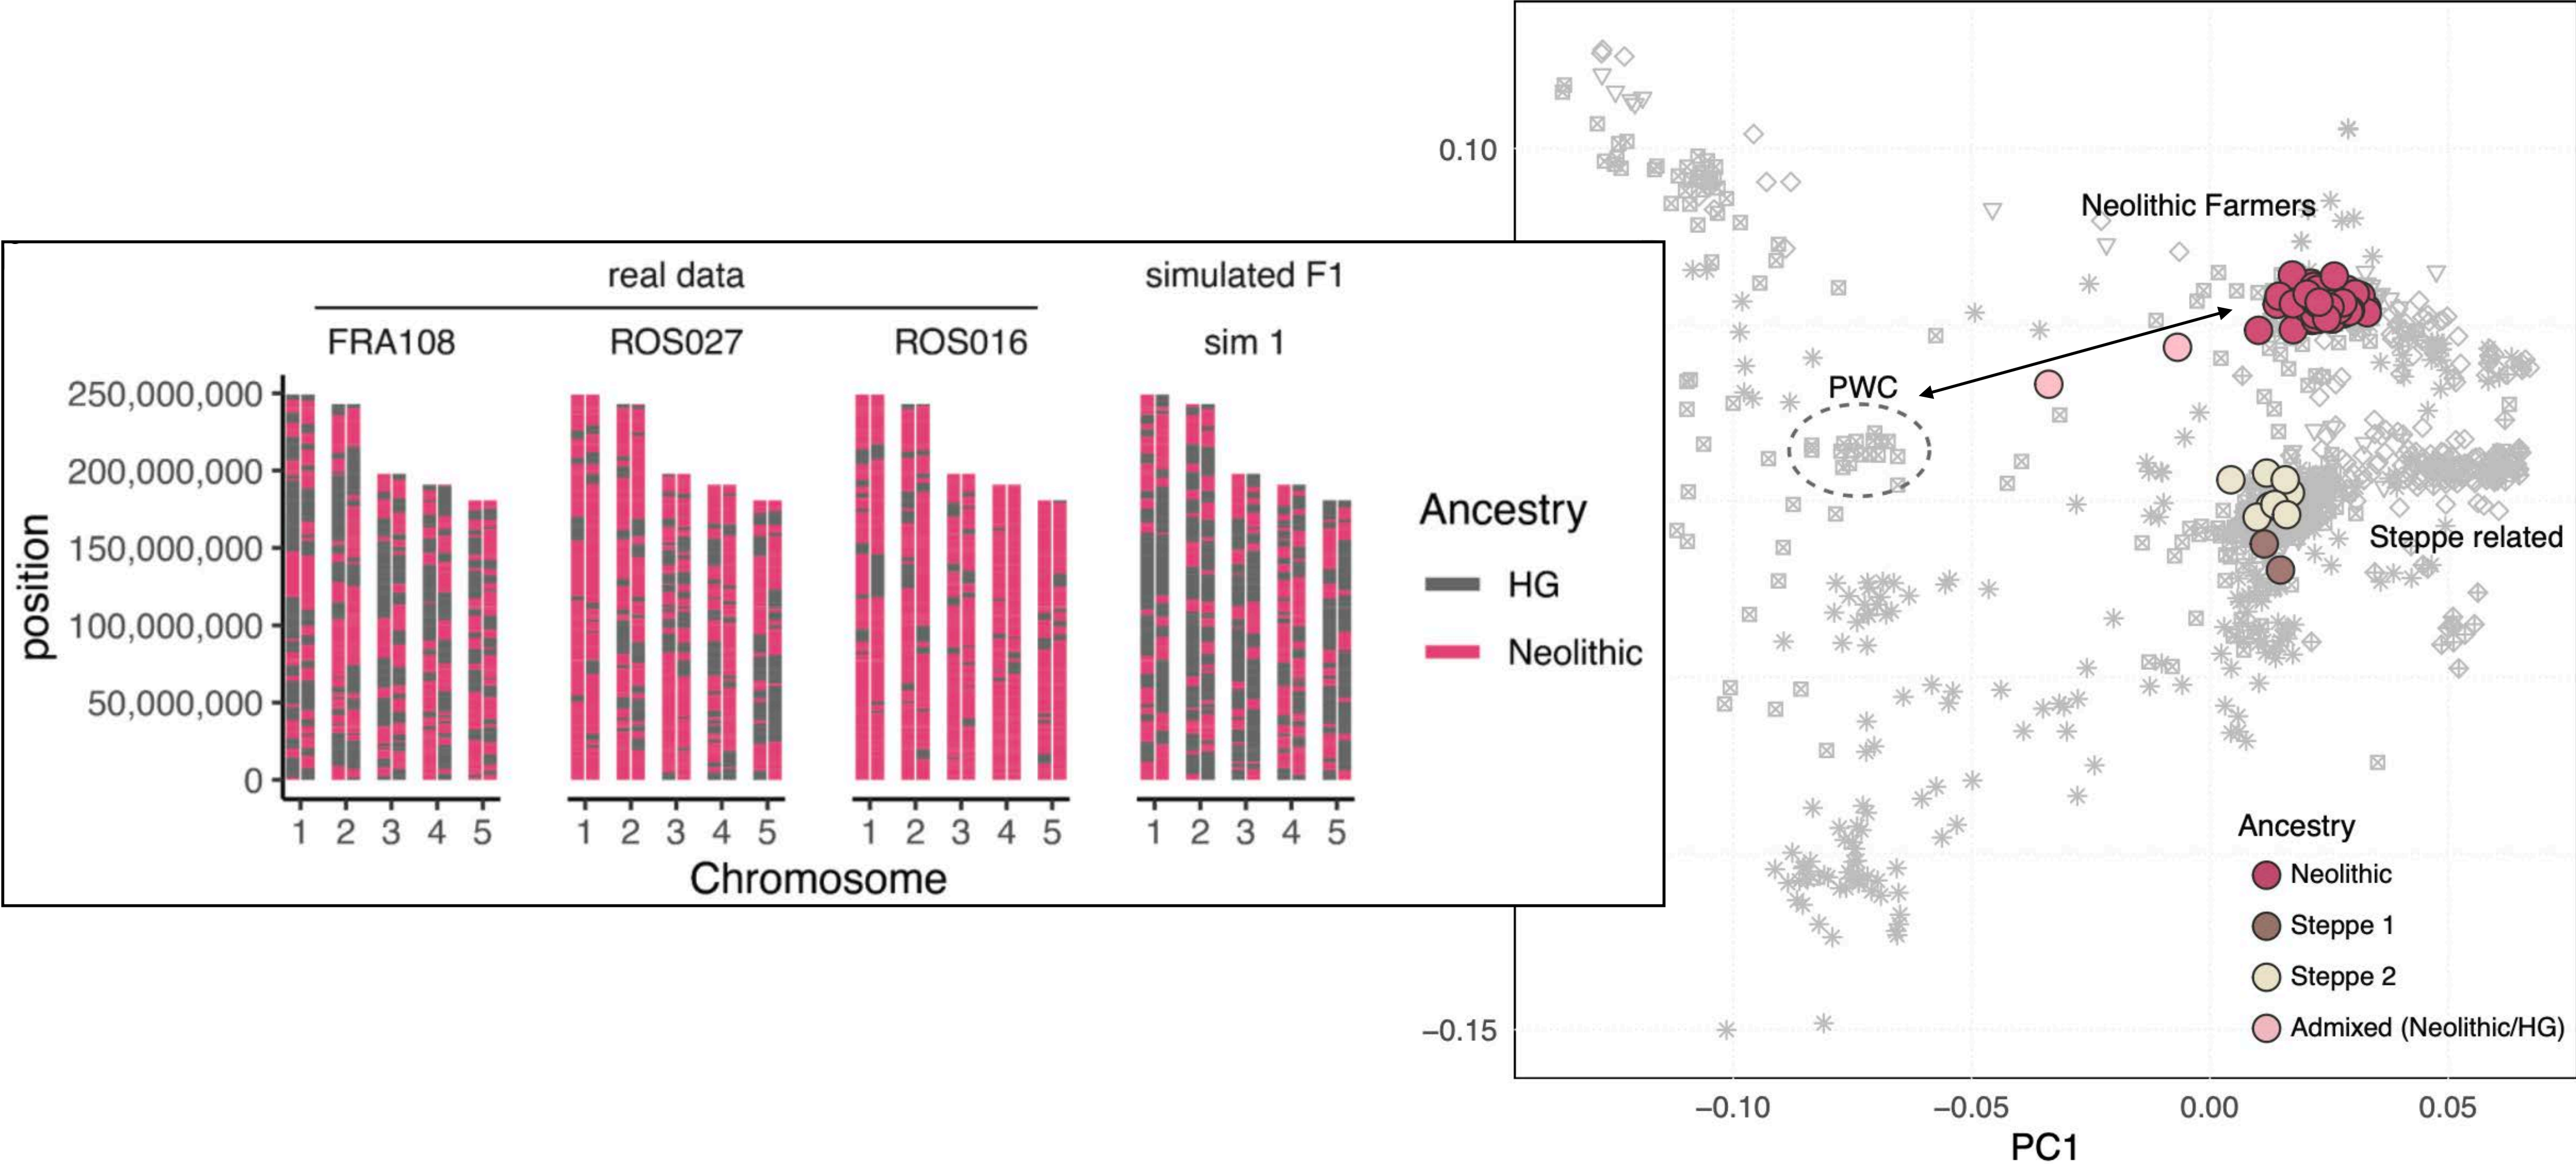 real data
simulated F1
FRA108
ROS027
ROS016
sim 1
250,000,000
200,000,000
150,000,000
100,000,000
50,000,000
0
position
1 2 3 4 5
1 2 3 4 5
1 2 3 4 5
1 2 3 4 5
Chromosome
Ancestry
HG
Neolithic
0.10
−0.15
Neolithic Farmers
PWC
Steppe related
Ancestry
Neolithic
Steppe 1
Steppe 2
Admixed (Neolithic/HG)
−0.10
−0.05
0.00
0.05
PC1